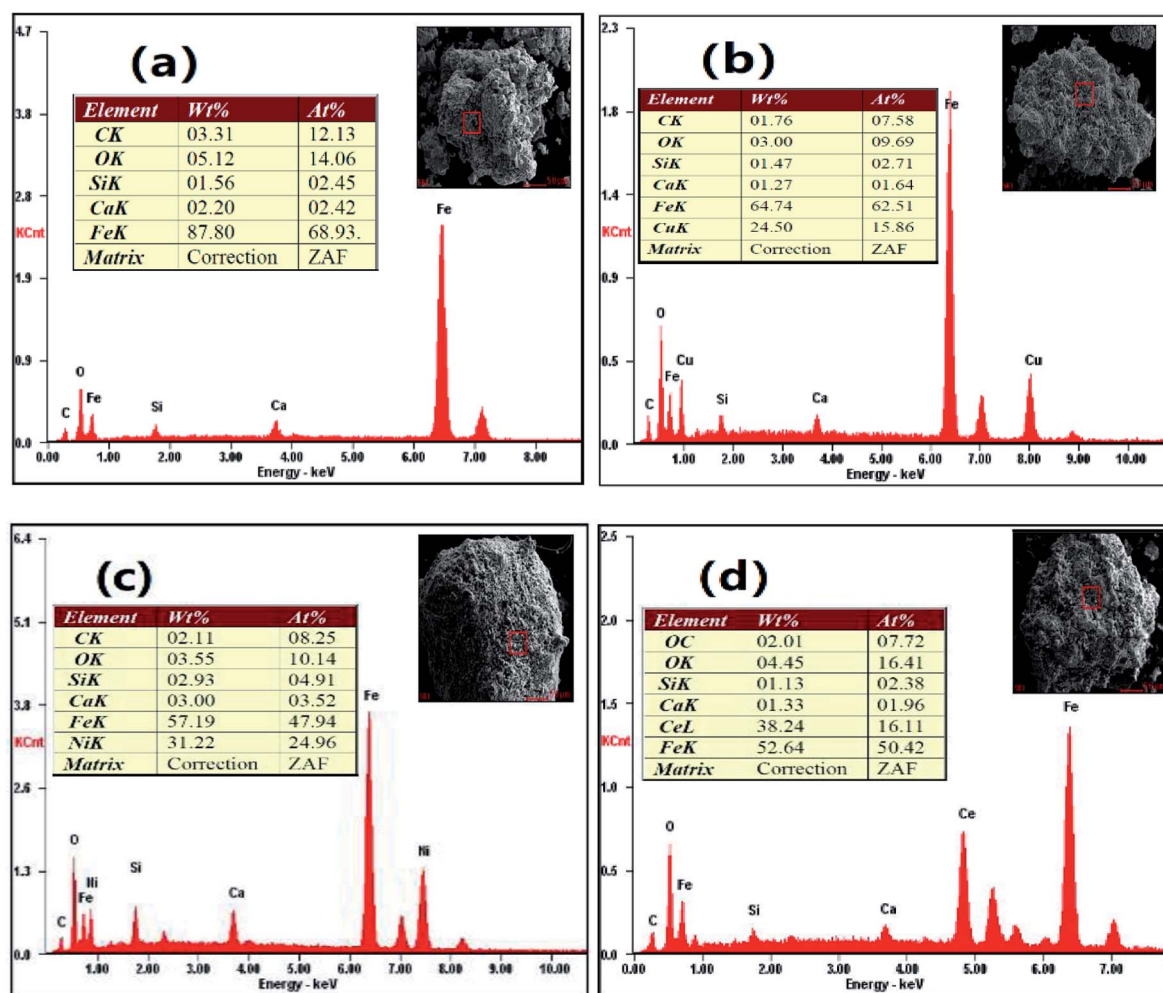 (a)
4.7
3.8
2.8
KCnt
1.9
0.9
0.0
Element Wt% At%
CK 03.31 12.13
OK 05.12 14.06
SiK 01.56 02.45
CaK 02.20 02.42
FeK 87.80 68.93.
Matrix Correction ZAF
C O Fe Si Ca Fe
0.00 1.00 2.00 3.00 4.00 5.00 6.00 7.00 8.00
Energy - keV
(b)
2.3
1.8
1.4
KCnt
0.9
0.5
0.0
Element Wt% At%
CK 01.76 07.58
OK 03.00 09.69
SiK 01.47 02.71
CaK 01.27 01.64
FeK 64.74 62.51
CuK 24.50 15.86
Matrix Correction ZAF
C O Fe Cu Si Ca Fe Cu
1.00 2.00 3.00 4.00 5.00 6.00 7.00 8.00 9.00 10.00
Energy - keV
(c)
6.4
5.1
3.8
KCnt
2.6
1.3
0.0
Element Wt% At%
CK 02.11 08.25
OK 03.55 10.14
SiK 02.93 04.91
CaK 03.00 03.52
FeK 57.19 47.94
NiK 31.22 24.96
Matrix Correction ZAF
C O Fe Ni Si Ca Fe Ni
1.00 2.00 3.00 4.00 5.00 6.00 7.00 8.00 9.00 10.00
Energy - keV
(d)
2.5
2.0
1.5
KCnt
1.0
0.5
0.0
Element Wt% At%
OC 02.01 07.72
OK 04.45 16.41
SiK 01.13 02.38
CaK 01.33 01.96
CeL 38.24 16.11
FeK 52.64 50.42
Matrix Correction ZAF
C O Fe Si Ca Ce Fe
0.00 1.00 2.00 3.00 4.00 5.00 6.00 7.00
Energy - keV